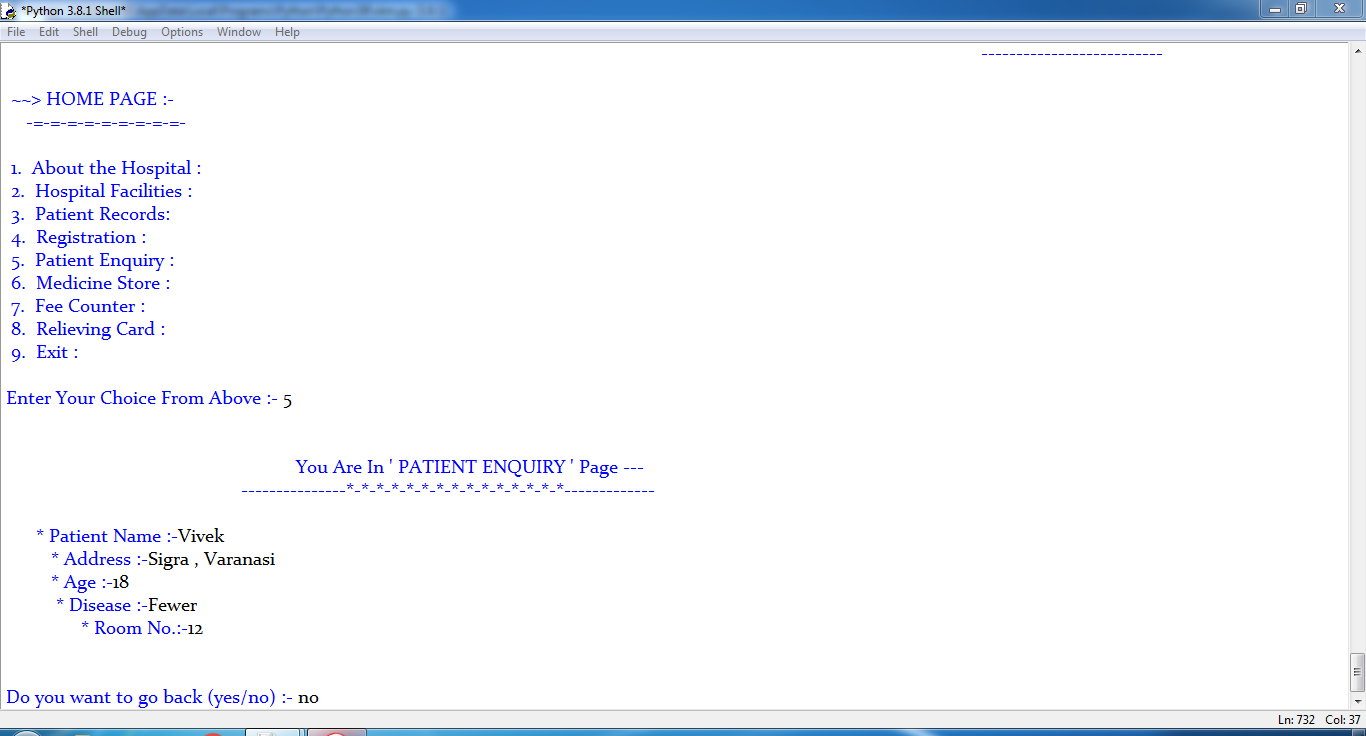 *Python 3.8.1 Shell*
File Edit Shell Debug Options Window Help
--------------------------
~~> HOME PAGE :-
-=-=-=-=-=-=-=-=-=-
1. About the Hospital :
2. Hospital Facilities :
3. Patient Records:
4. Registration :
5. Patient Enquiry :
6. Medicine Store :
7. Fee Counter :
8. Relieving Card :
9. Exit :
Enter Your Choice From Above :- 5
You Are In ' PATIENT ENQUIRY ' Page ---
---------------*-*-*-*-*-*-*-*-*-*-*-*-*-*-*-------------
* Patient Name :-Vivek
* Address :-Sigra , Varanasi
* Age :-18
* Disease :-Fewer
* Room No.:-12
Do you want to go back (yes/no) :- no
Ln: 732 Col: 37